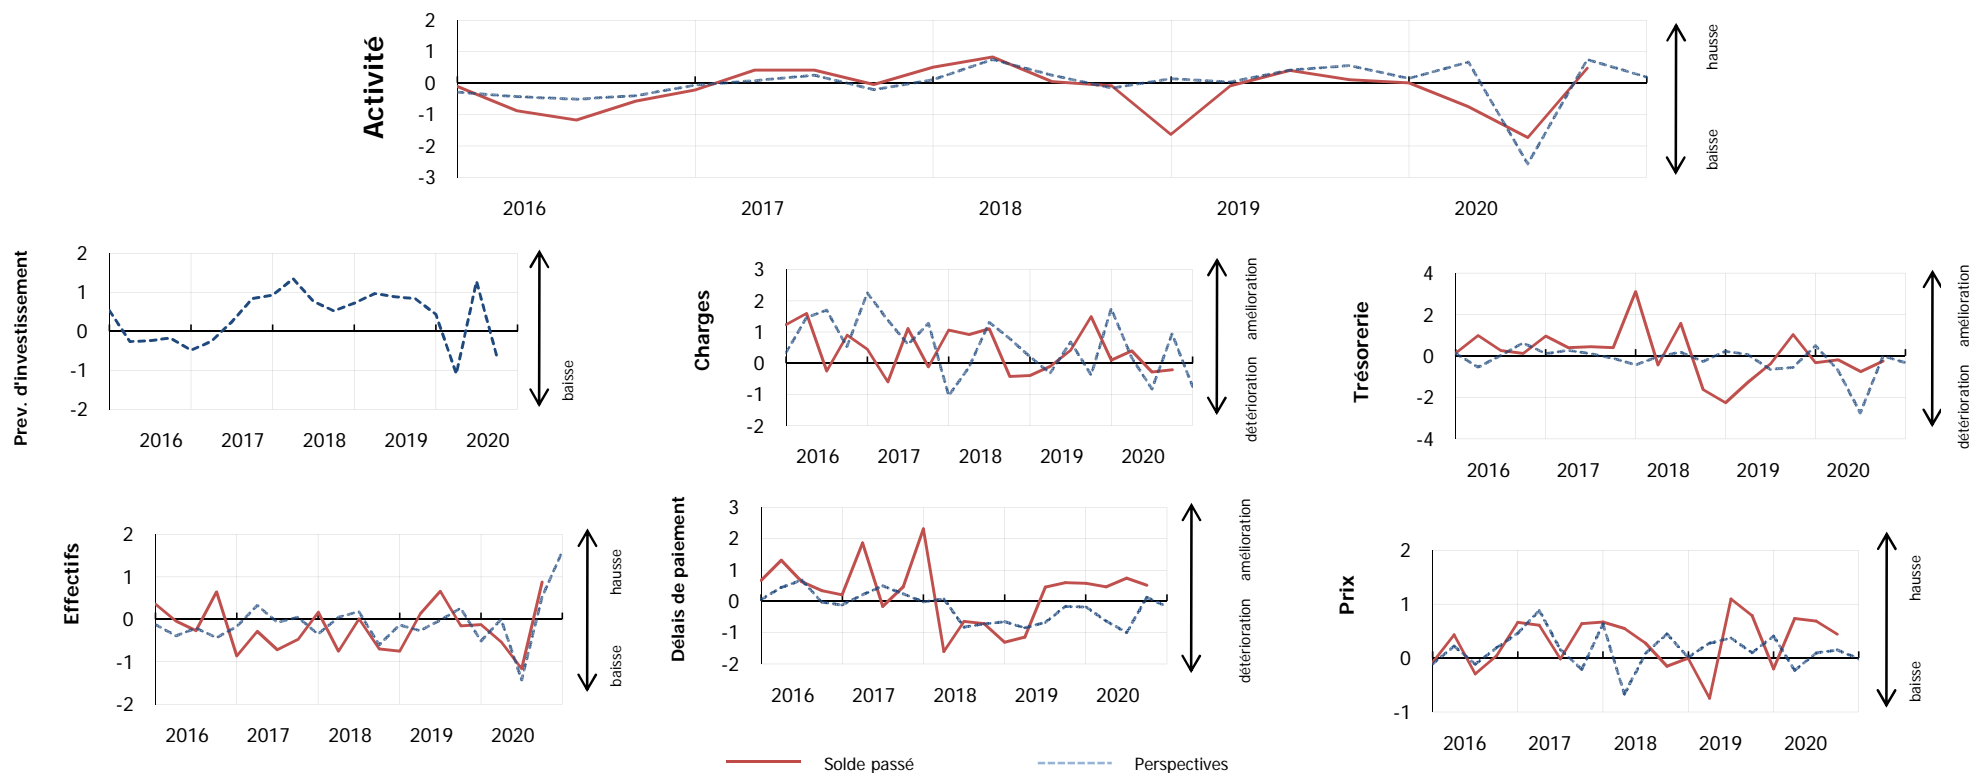 Activité
2
1
0
-1
-2
-3
2016 2017 2018 2019 2020
hausse
baisse
Prev. d'investissement
2
1
0
-1
-2
2016 2017 2018 2019 2020
baisse
Charges
3
2
1
0
-1
-2
2016 2017 2018 2019 2020
amélioration
détérioration
Trésorerie
4
2
0
-2
-4
2016 2017 2018 2019 2020
amélioration
détérioration
Effectifs
2
1
0
-1
-2
2016 2017 2018 2019 2020
hausse
baisse
Délais de paiement
3
2
1
0
-1
-2
2016 2017 2018 2019 2020
amélioration
détérioration
Prix
2
1
0
-1
2016 2017 2018 2019 2020
hausse
baisse
Solde passé Perspectives